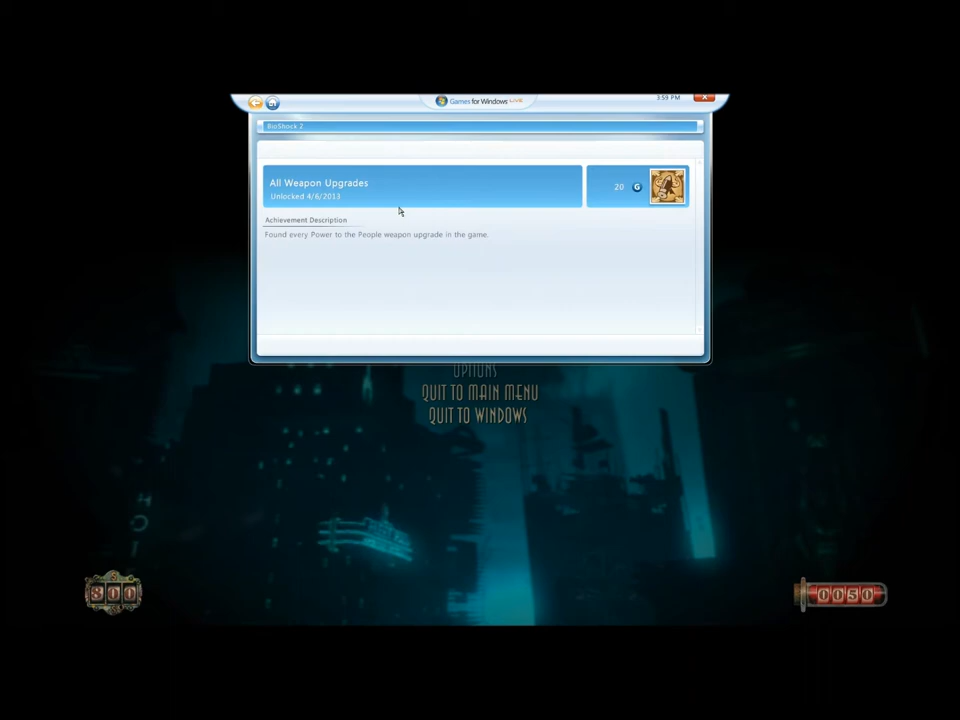 Games for Windows LIVE
3:59 PM
BioShock 2
All Weapon Upgrades
Unlocked 4/6/2013
20 G
Achievement Description
Found every Power to the People weapon upgrade in the game.
OPTIONS
QUIT TO MAIN MENU
QUIT TO WINDOWS
300
0050